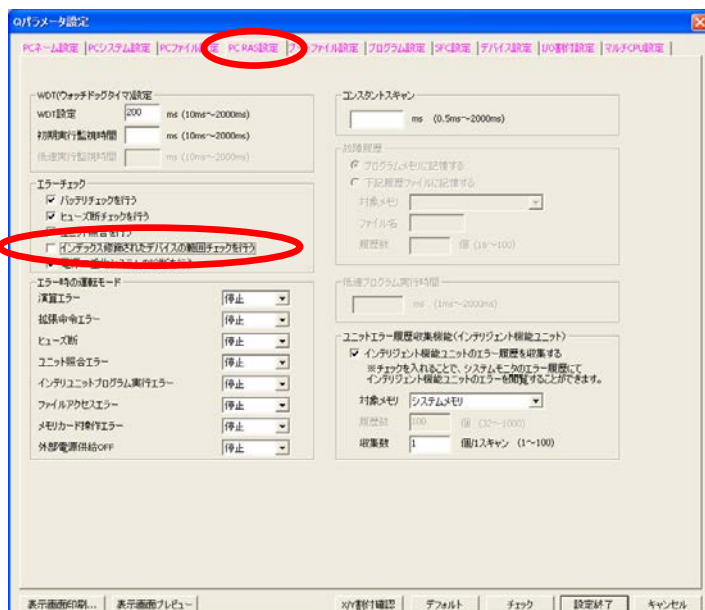 Qパラメータ設定
PCネーム設定 PCシステム設定 PCファイル設定 PC RAS設定 ブートファイル設定 プログラム設定 SFC設定 デバイス設定 I/O割付設定 マルチCPU設定
WDT(ウォッチドッグタイマ)設定
WDT設定 200 ms (10ms～2000ms)
初期実行監視時間 ms (10ms～2000ms)
低速実行監視時間 ms (10ms～2000ms)
エラーチェック
バッテリチェックを行う
ヒューズ断チェックを行う
ユニット照合を行う
インデックス修飾されたデバイスの範囲チェックを行う
エラー時の運転モード
演算エラー 停止
拡張命令エラー 停止
ヒューズ断 停止
ユニット照合エラー 停止
インテリユニットプログラム実行エラー 停止
ファイルアクセスエラー 停止
メモリカード操作エラー 停止
外部電源供給OFF 停止
コンスタントスキャン
ms (0.5ms～2000ms)
故障履歴
プログラムメモリに記憶する
下記履歴ファイルに記憶する
対象メモリ
ファイル名
履歴数 個 (16～100)
低速プログラム実行時間
ms (1ms～2000ms)
ユニットエラー履歴収集機能(インテリジェント機能ユニット)
インテリジェント機能ユニットのエラー履歴を収集する
※チェックを入れることで、システムモニタのエラー履歴にて
インテリジェント機能ユニットのエラーを閲覧することができます。
対象メモリ システムメモリ
履歴数 100 個 (32～1000)
収集数 1 個/1スキャン (1～100)
表示画面印刷... 表示画面プレビュー X/Y割付確認 デフォルト チェック 設定終了 キャンセル